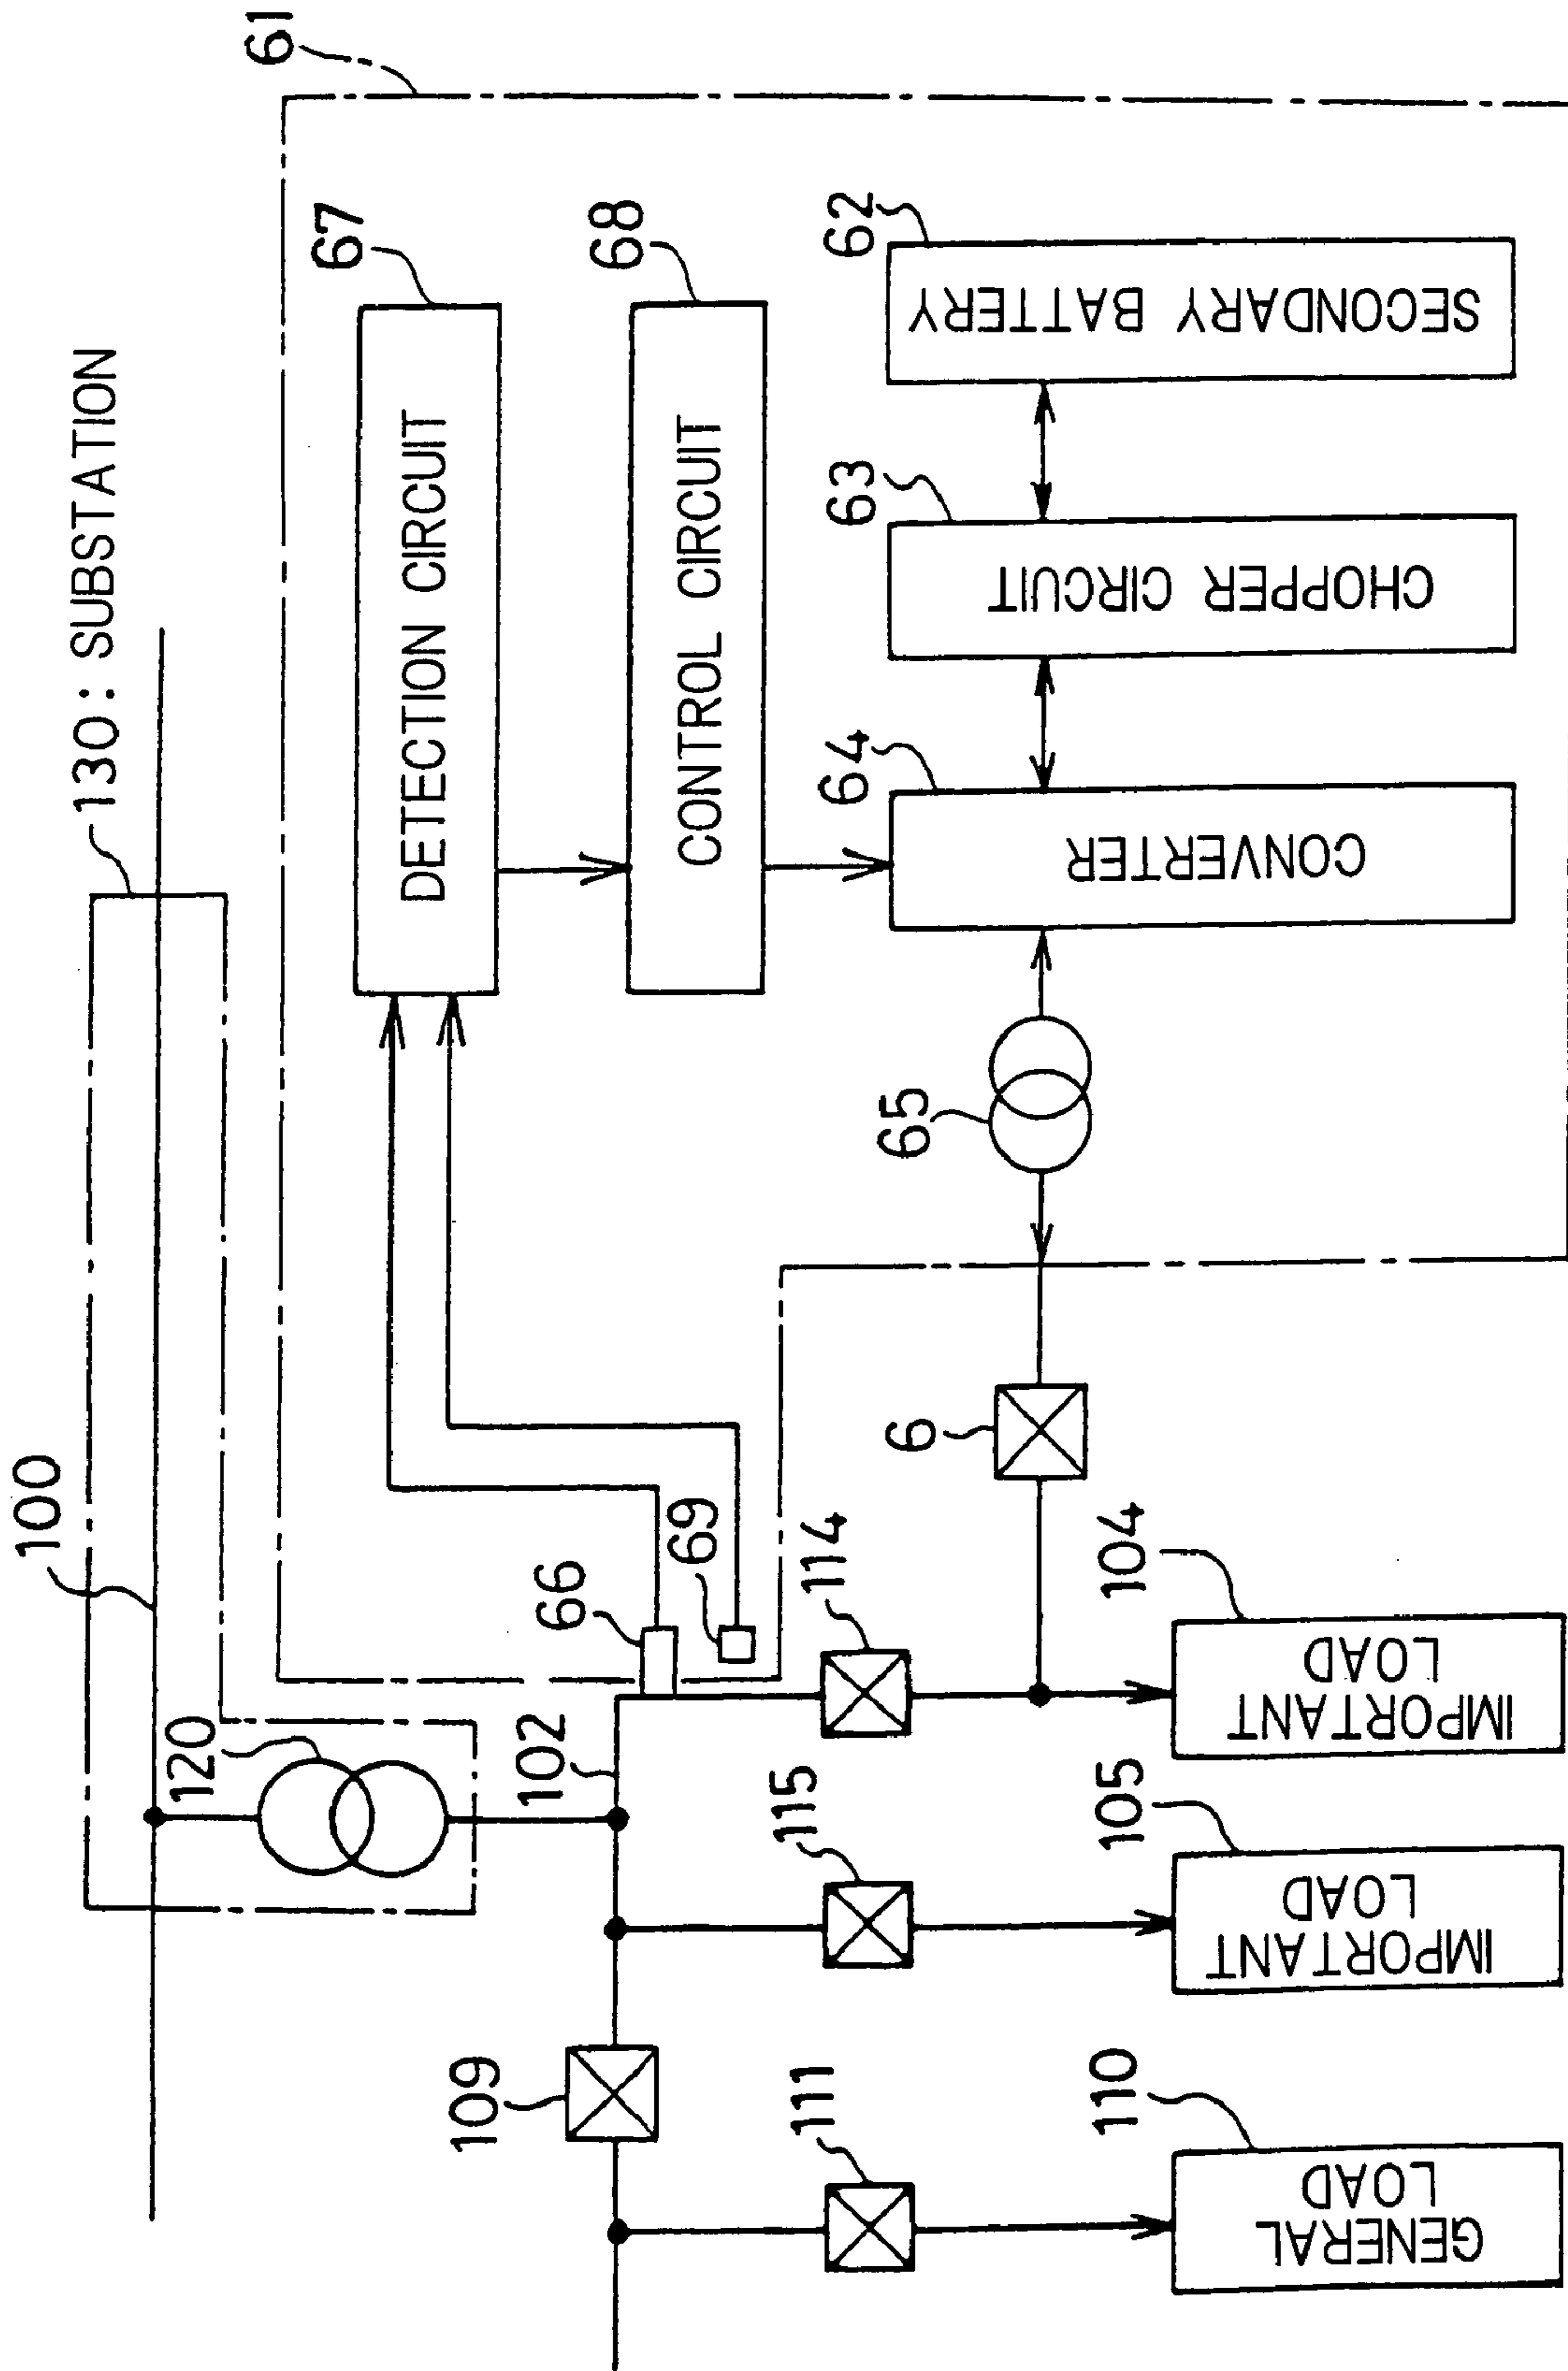 61
130: SUBSTATION
100
67
DETECTION CIRCUIT
68
CONTROL CIRCUIT
62
SECONDARY BATTERY
63
CHOPPER CIRCUIT
64
CONVERTER
65
6
66
69
114
104
IMPORTANT
LOAD
120
102
115
105
IMPORTANT
LOAD
109
111
110
GENERAL
LOAD